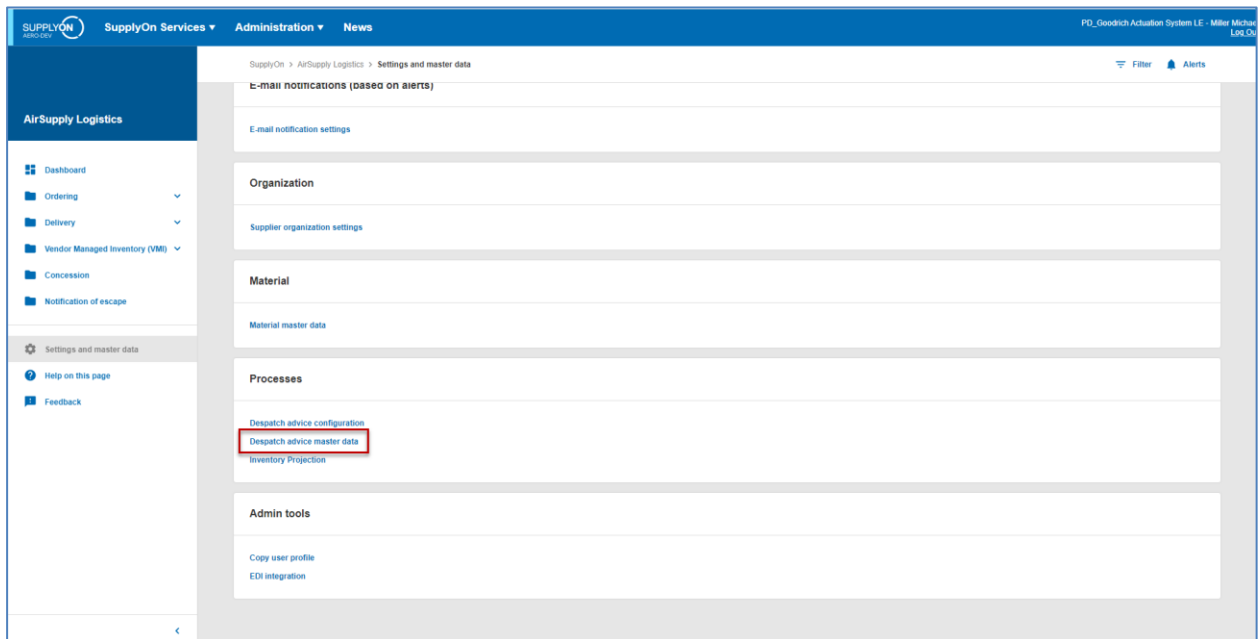 SUPPLYON
AERO-DEV
SupplyOn Services ▾ Administration ▾ News
PD_Goodrich Actuation System LE - Miller Michae
Log Ou
SupplyOn > AirSupply Logistics > Settings and master data
Filter Alerts
AirSupply Logistics
Dashboard
Ordering
Delivery
Vendor Managed Inventory (VMI)
Concession
Notification of escape
Settings and master data
Help on this page
Feedback
E-mail notifications (based on alerts)
E-mail notification settings
Organization
Supplier organization settings
Material
Material master data
Processes
Despatch advice configuration
Despatch advice master data
Inventory Projection
Admin tools
Copy user profile
EDI integration